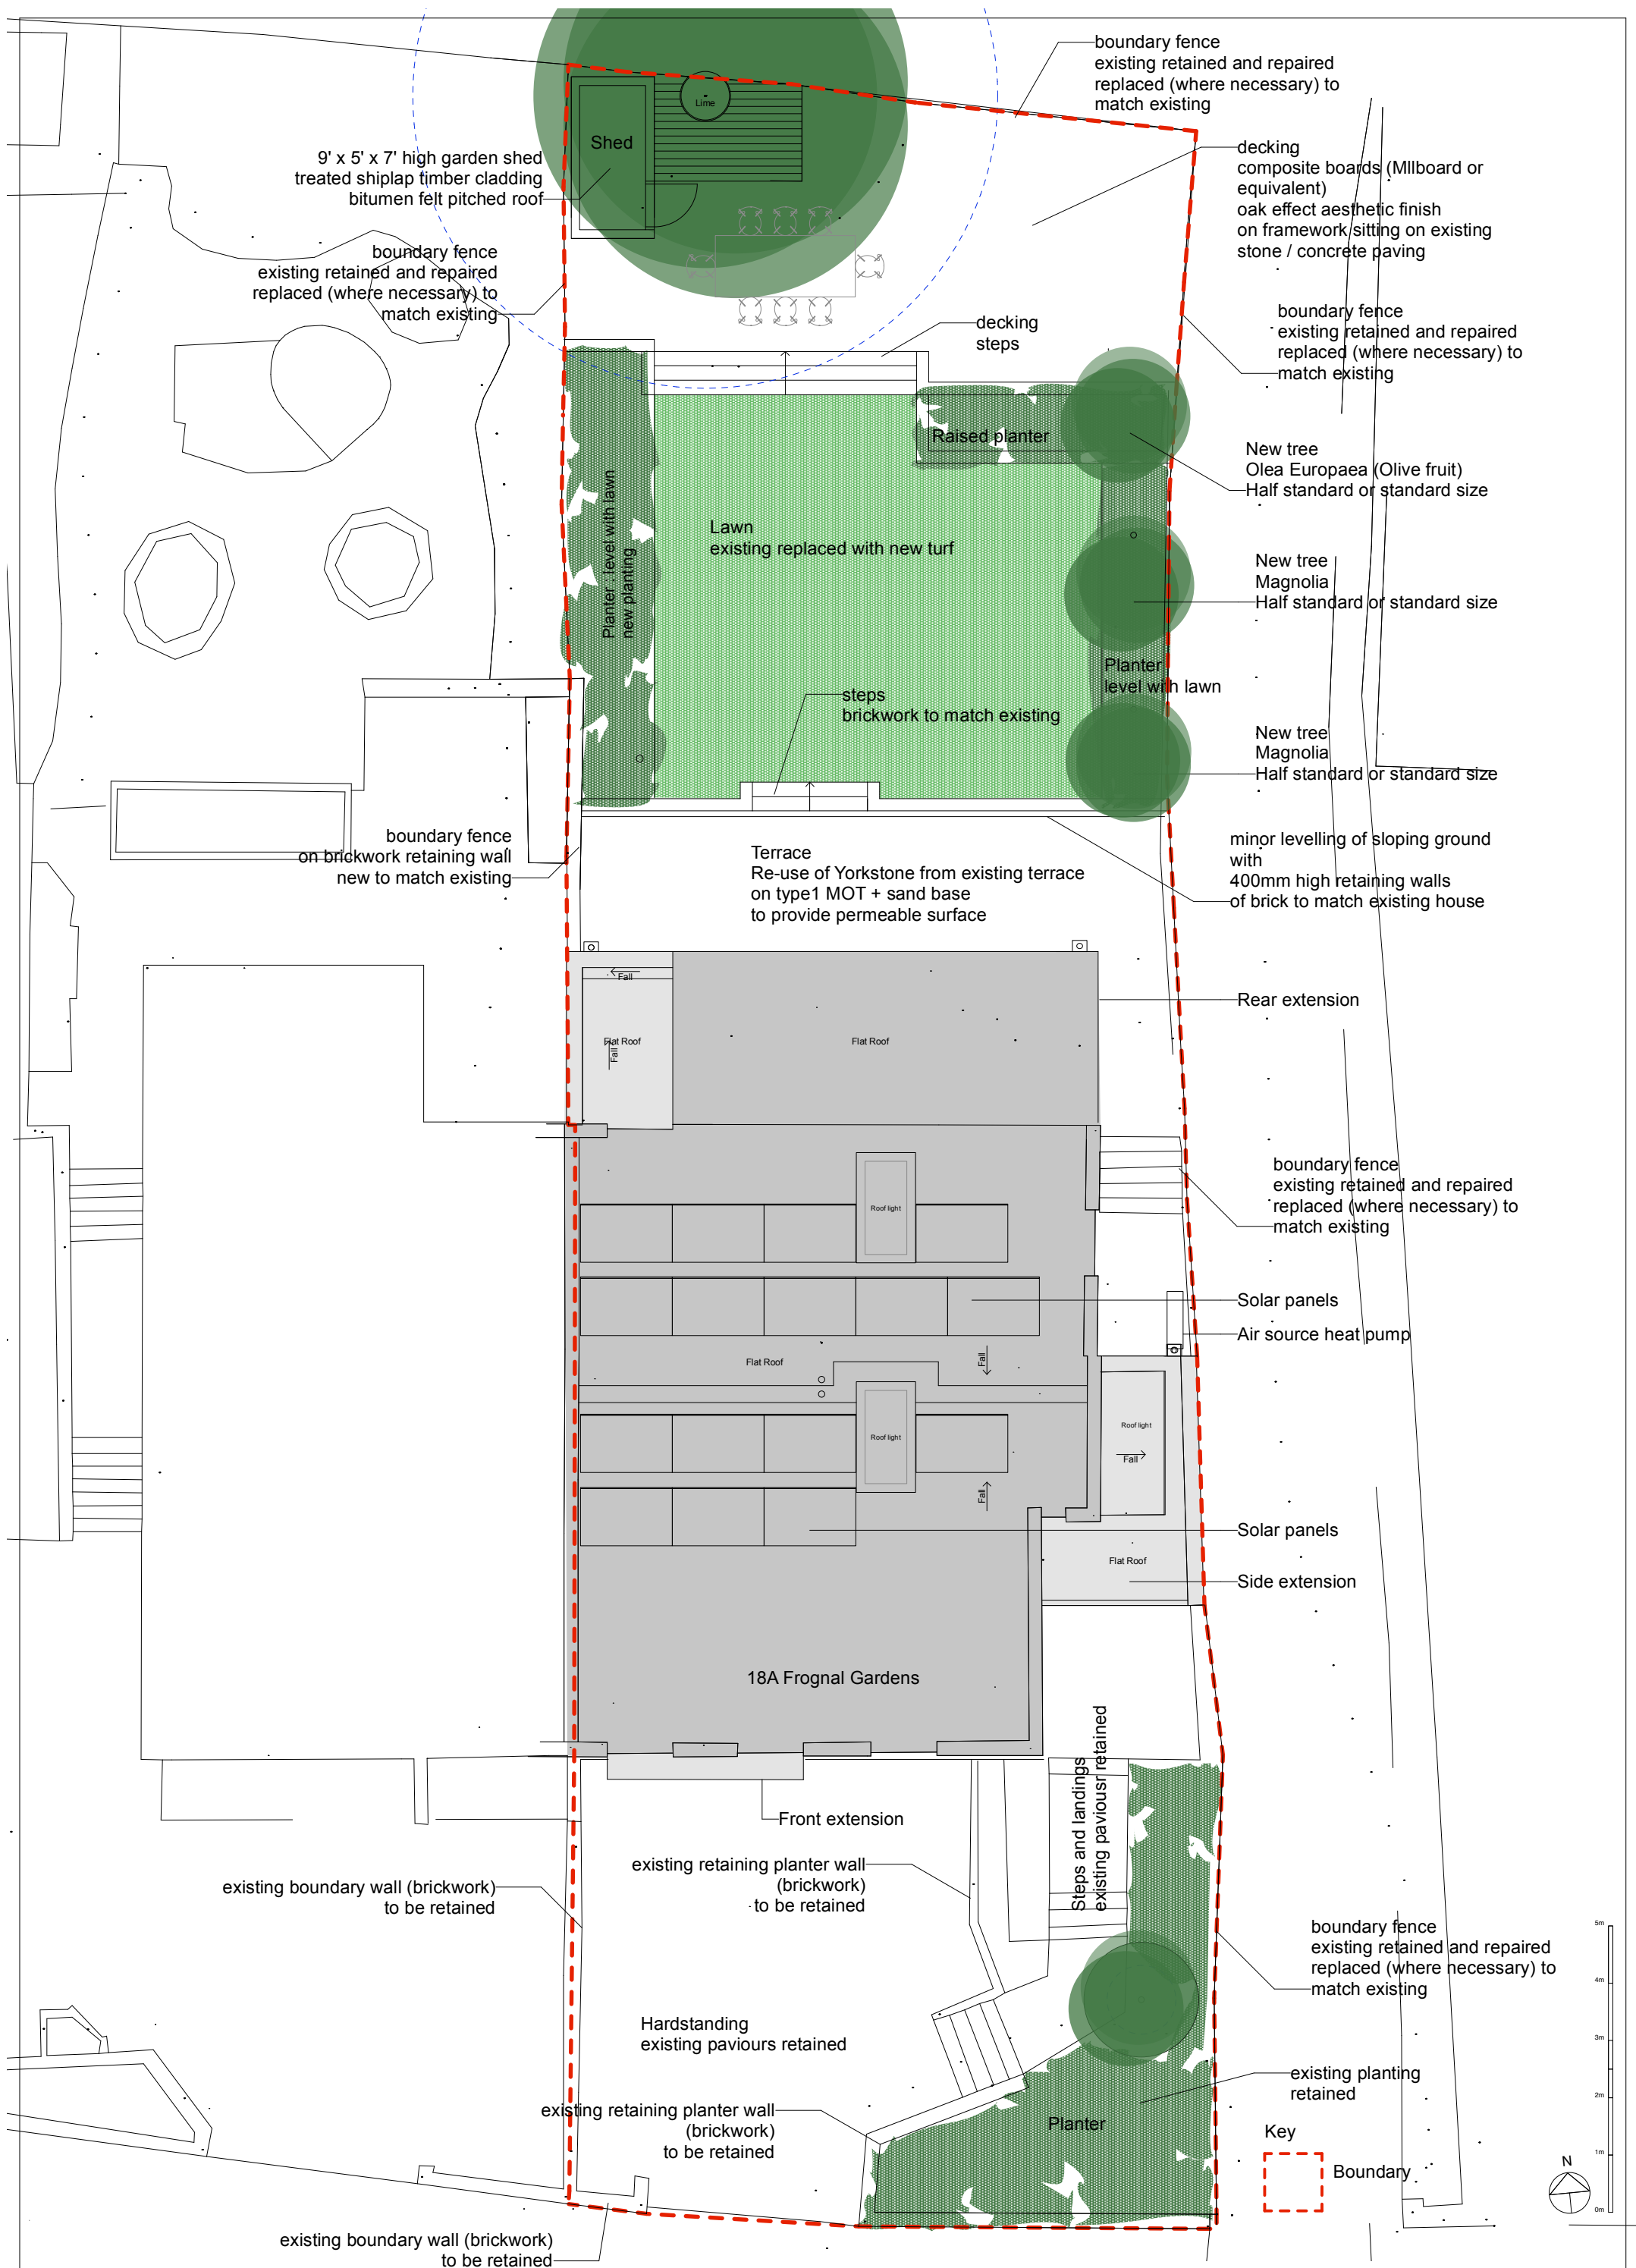 boundary fence
existing retained and repaired
replaced (where necessary) to
match existing
Lime
Shed
9' x 5' x 7' high garden shed
treated shiplap timber cladding
bitumen felt pitched roof
decking
composite boards (MIlboard or
equivalent)
oak effect aesthetic finish
on framework sitting on existing
stone / concrete paving
boundary fence
existing retained and repaired
replaced (where necessary) to
match existing
boundary fence
existing retained and repaired
replaced (where necessary) to
match existing
decking
steps
Raised planter
New tree
Olea Europaea (Olive fruit)
Half standard or standard size
Planter : level with lawn
new planting
Lawn
existing replaced with new turf
New tree
Magnolia
Half standard or standard size
Planter
level with lawn
steps
brickwork to match existing
New tree
Magnolia
Half standard or standard size
boundary fence
on brickwork retaining wall
new to match existing
Terrace
Re-use of Yorkstone from existing terrace
on type1 MOT + sand base
to provide permeable surface
minor levelling of sloping ground
with
400mm high retaining walls
of brick to match existing house
Fall
Rear extension
Flat Roof
Fall
Flat Roof
boundary fence
existing retained and repaired
replaced (where necessary) to
match existing
Roof light
Solar panels
Air source heat pump
Flat Roof
Fall
Roof light
Roof light
Fall
Fall
Solar panels
Flat Roof
Side extension
18A Frognal Gardens
Steps and landings
existing paviousr retained
Front extension
existing retaining planter wall
(brickwork)
to be retained
existing boundary wall (brickwork)
to be retained
boundary fence
existing retained and repaired
replaced (where necessary) to
match existing
5m
4m
3m
2m
1m
0m
Hardstanding
existing paviours retained
existing planting
retained
existing retaining planter wall
(brickwork)
to be retained
Planter
Key
Boundary
N
existing boundary wall (brickwork)
to be retained